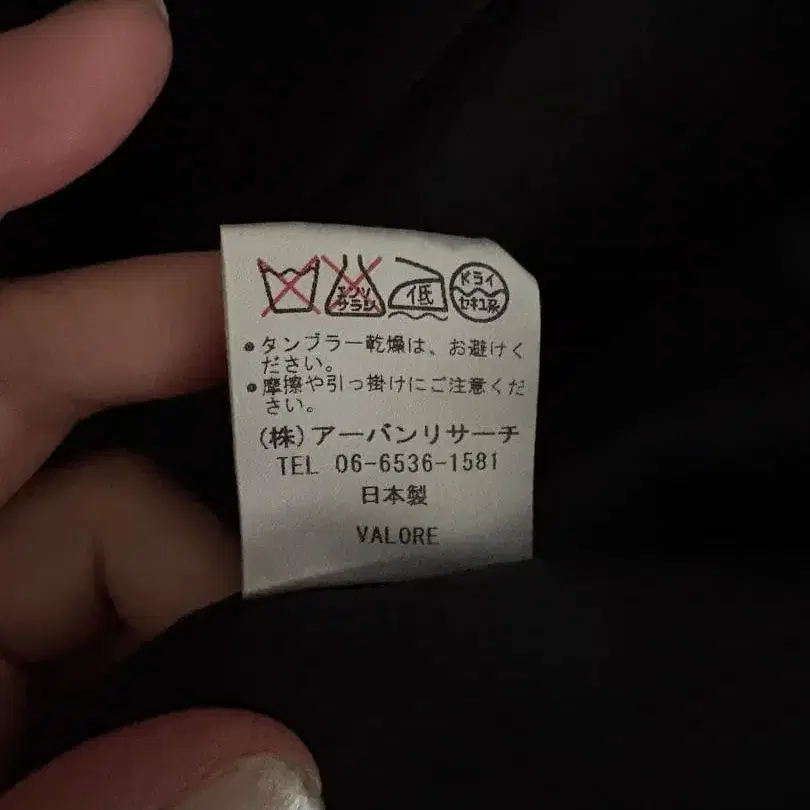 エンソ サラシ 低 ドライ セキユ系
・タンブラー乾燥は、お避けく
ださい。
・摩擦や引っ掛けにご注意くだ
さい。
(株)アーバンリサーチ
TEL 06-6536-1581
日本製
VALORE